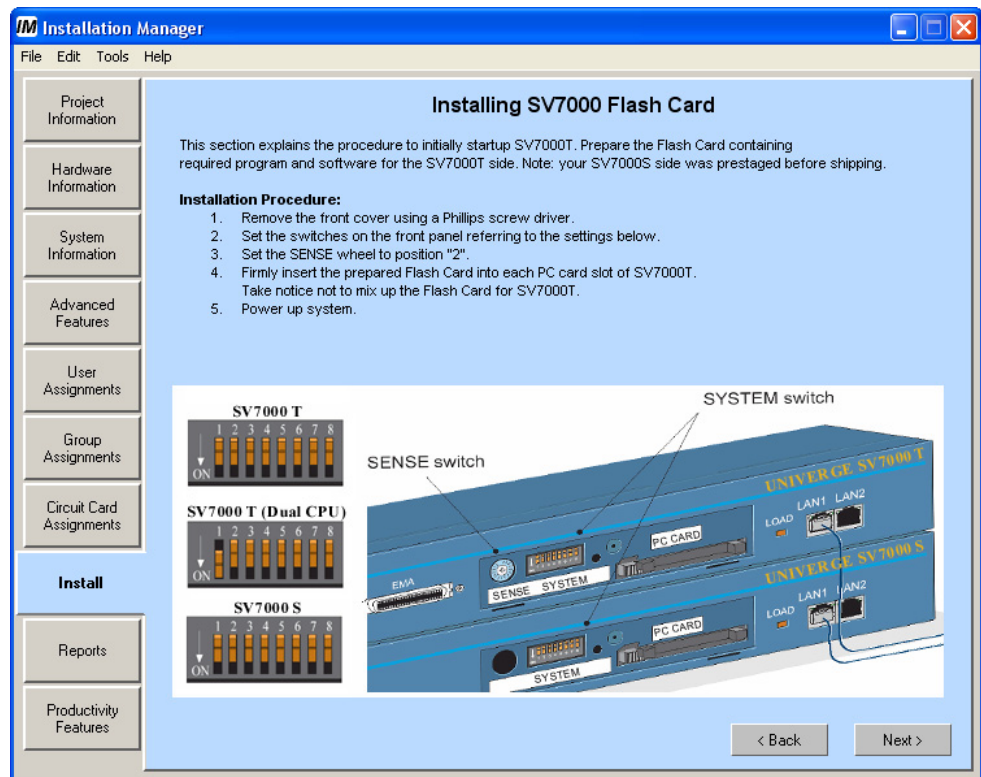 IM Installation Manager
File Edit Tools Help
Project
Information
Hardware
Information
System
Information
Advanced
Features
User
Assignments
Group
Assignments
Circuit Card
Assignments
Install
Reports
Productivity
Features
Installing SV7000 Flash Card
This section explains the procedure to initially startup SV7000T. Prepare the Flash Card containing
required program and software for the SV7000T side. Note: your SV7000S side was prestaged before shipping.
Installation Procedure:
1. Remove the front cover using a Phillips screw driver.
2. Set the switches on the front panel referring to the settings below.
3. Set the SENSE wheel to position "2".
4. Firmly insert the prepared Flash Card into each PC card slot of SV7000T.
Take notice not to mix up the Flash Card for SV7000T.
5. Power up system.
SV7000 T
1 2 3 4 5 6 7 8
ON
SV7000 T (Dual CPU)
1 2 3 4 5 6 7 8
ON
SV7000 S
1 2 3 4 5 6 7 8
ON
SYSTEM switch
SENSE switch
UNIVERGE SV7000 T
LAN1 LAN2
LOAD
PC CARD
EMA
SENSE SYSTEM
UNIVERGE SV7000 S
LAN1 LAN2
LOAD
PC CARD
SYSTEM
< Back
Next >